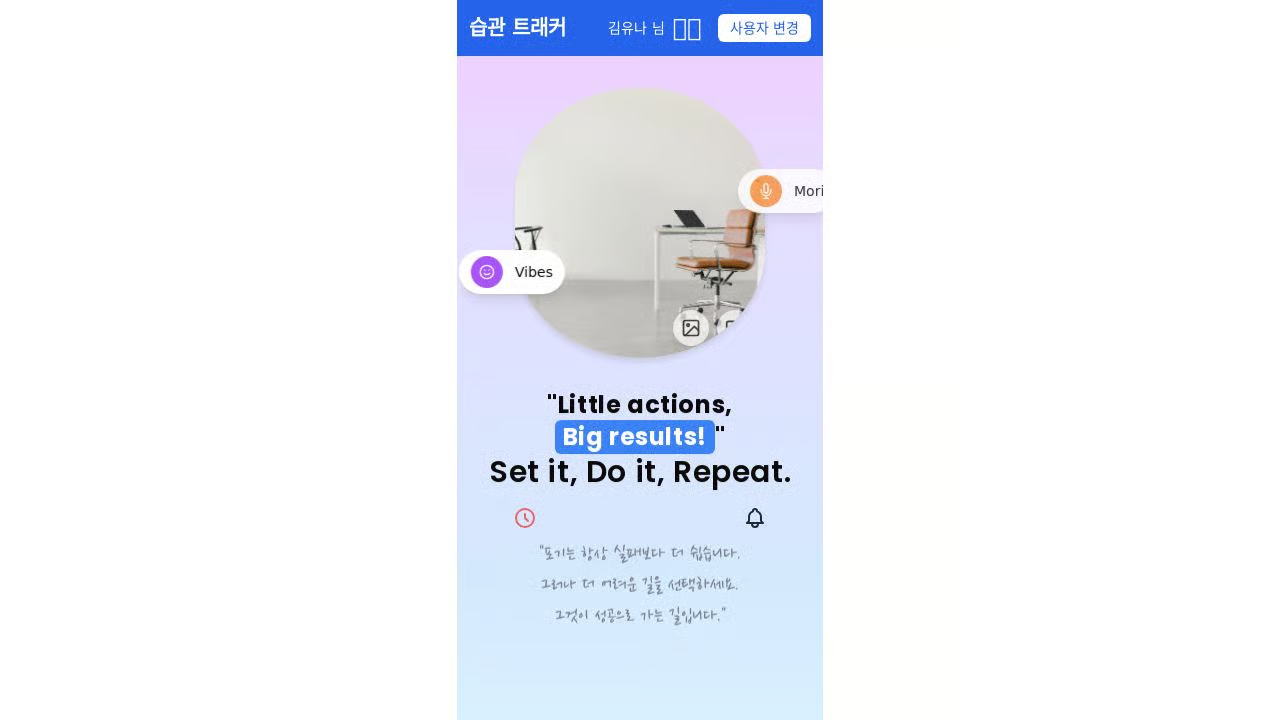 습관 트래커
김유나 님
사용자 변경
Mori
Vibes
"Little actions,
Big results!"
Set it, Do it, Repeat.
"포기는 항상 실패보다 더 쉽습니다.
그러나 더 어려운 길을 선택하세요.
그것이 성공으로 가는 길입니다."